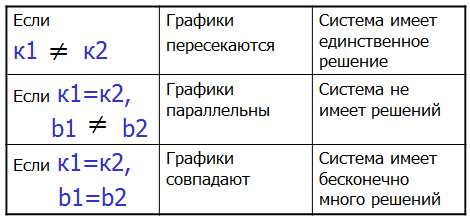 Если
к1 ≠ к2
Графики
пересекаются
Система имеет
единственное
решение
Если к1=к2,
b1 ≠ b2
Графики
параллельны
Система не
имеет решений
Если к1=к2,
b1=b2
Графики
совпадают
Система имеет
бесконечно
много решений